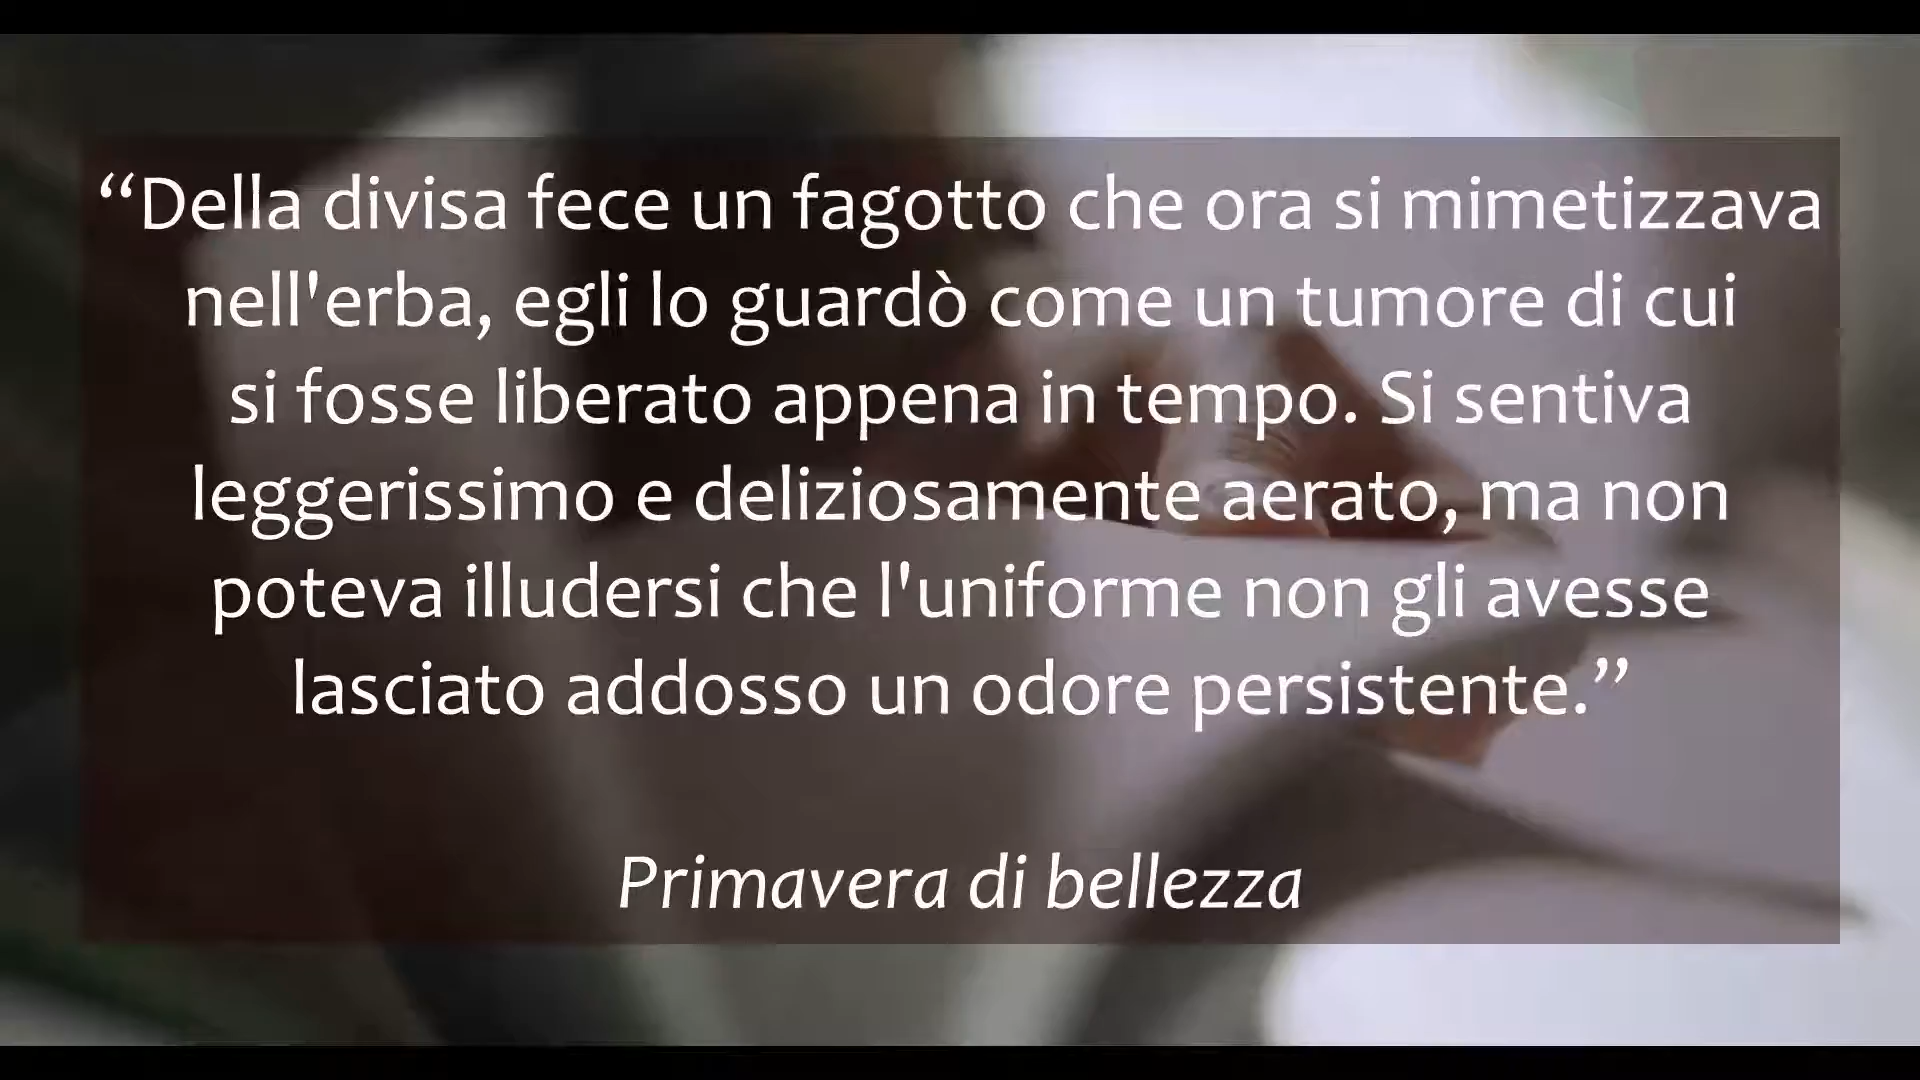 “Della divisa fece un fagotto che ora si mimetizzava
nell'erba, egli lo guardò come un tumore di cui
si fosse liberato appena in tempo. Si sentiva
leggerissimo e deliziosamente aerato, ma non
poteva illudersi che l'uniforme non gli avesse
lasciato addosso un odore persistente.”
Primavera di bellezza